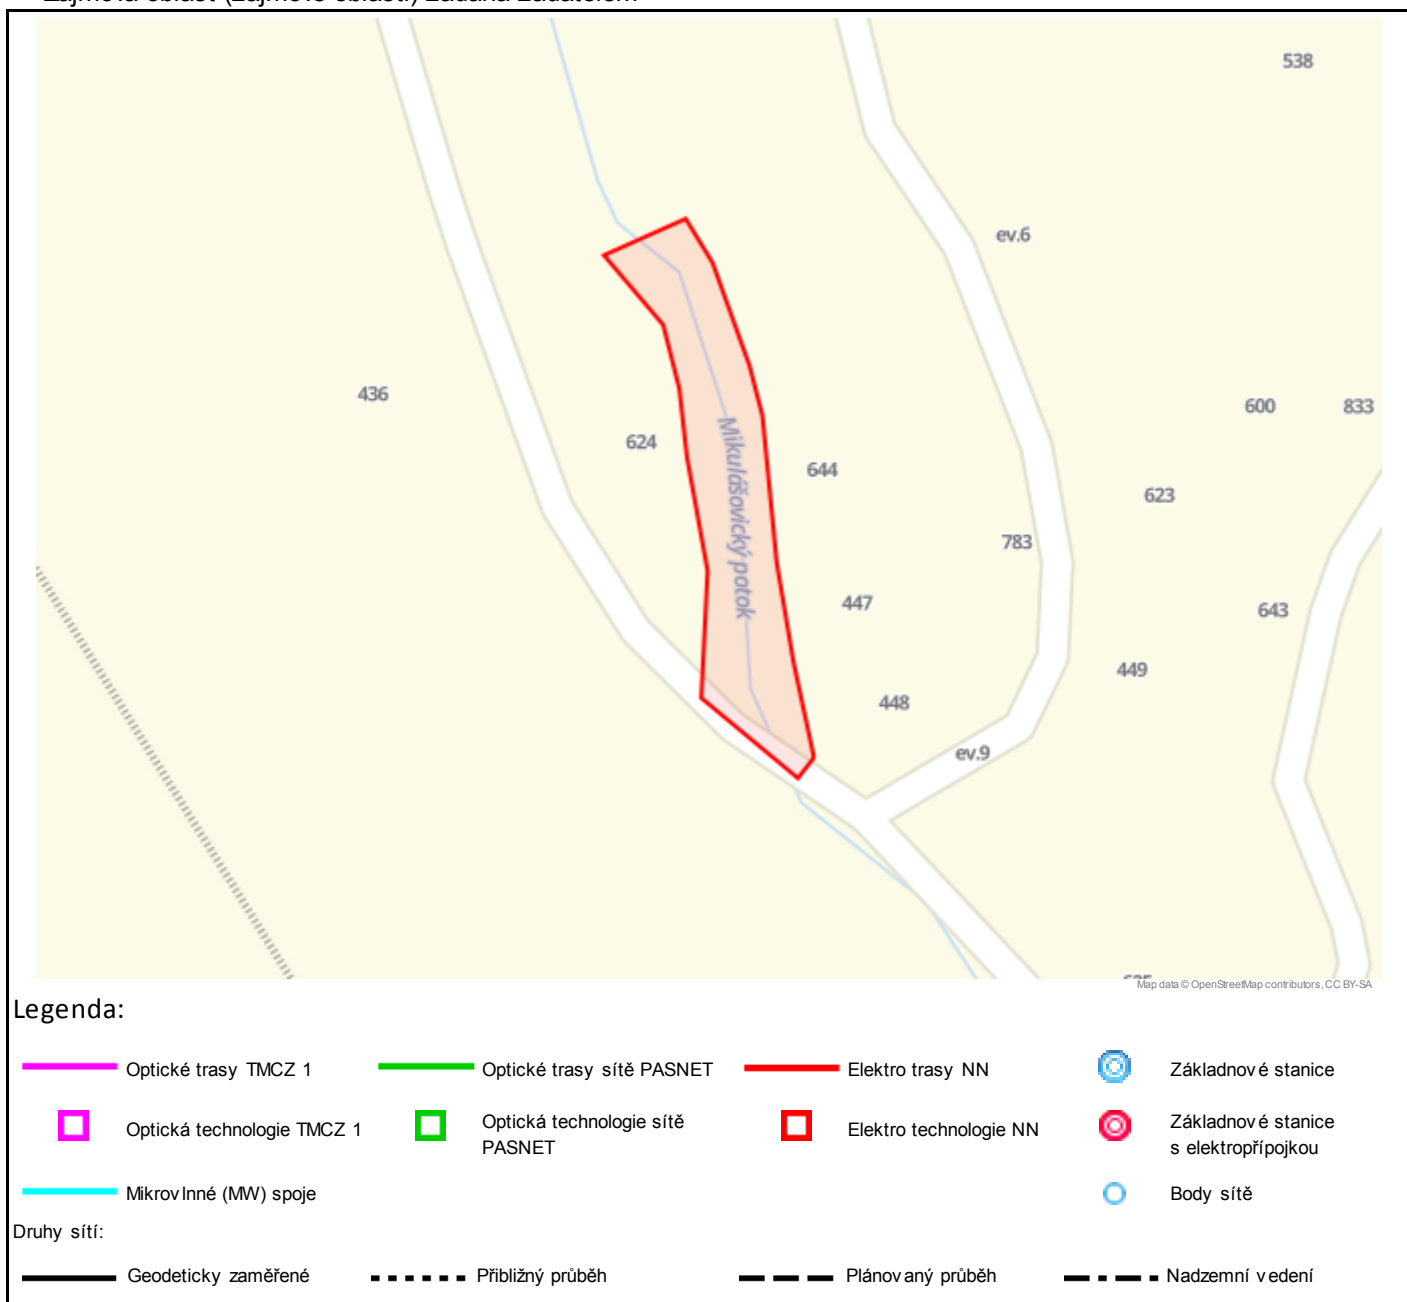 538
ev.6
436
600
833
624
644
623
Mikulášovický potok
783
447
643
449
448
ev.9
Map data © OpenStreetMap contributors, CC BY-SA
Legenda:
Optické trasy TMCZ 1
Optické trasy sítě PASNET
Elektro trasy NN
Základnové stanice
Optická technologie TMCZ 1
Optická technologie sítě
PASNET
Elektro technologie NN
Základnové stanice
s elektropřípojkou
Mikrovlnné (MW) spoje
Body sítě
Druhy sítí:
Geodeticky zaměřené
Přibližný průběh
Plánovaný průběh
Nadzemní vedení